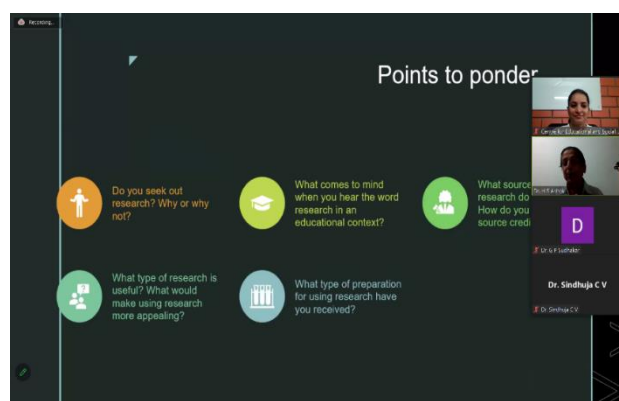 Recording...
Points to ponder
Do you seek out
research? Why or why
not?
What comes to mind
when you hear the word
research in an
educational context?
What source
research do
How do you
source credi
What type of research is
useful? What would
make using research
more appealing?
What type of preparation
for using research have
you received?
D
Dr. G P Sudhakar
Dr. Sindhuja C V
Dr. Sindhuja C V